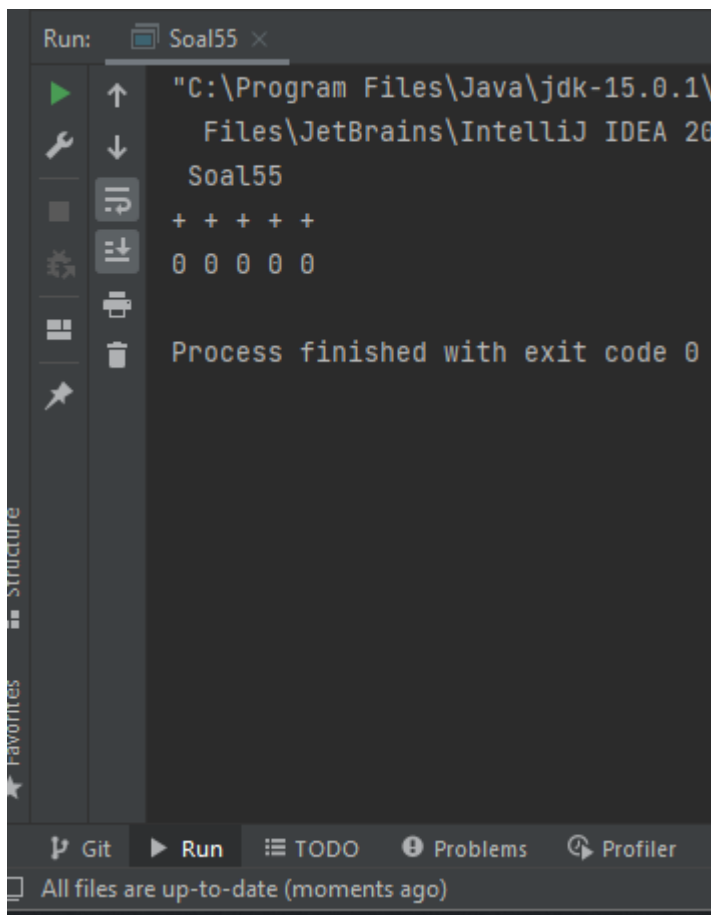 Run: Soal55
"C:\Program Files\Java\jdk-15.0.1\
Files\JetBrains\IntelliJ IDEA 20
Soal55
+ + + + +
0 0 0 0 0
Process finished with exit code 0
Structure
Favorites
Git Run TODO Problems Profiler
All files are up-to-date (moments ago)